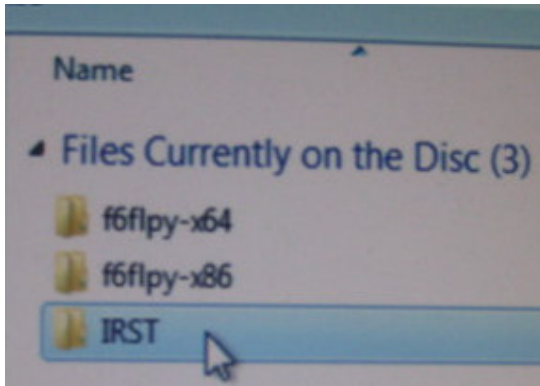 Name
Files Currently on the Disc (3)
f6flpy-x64
f6flpy-x86
IRST